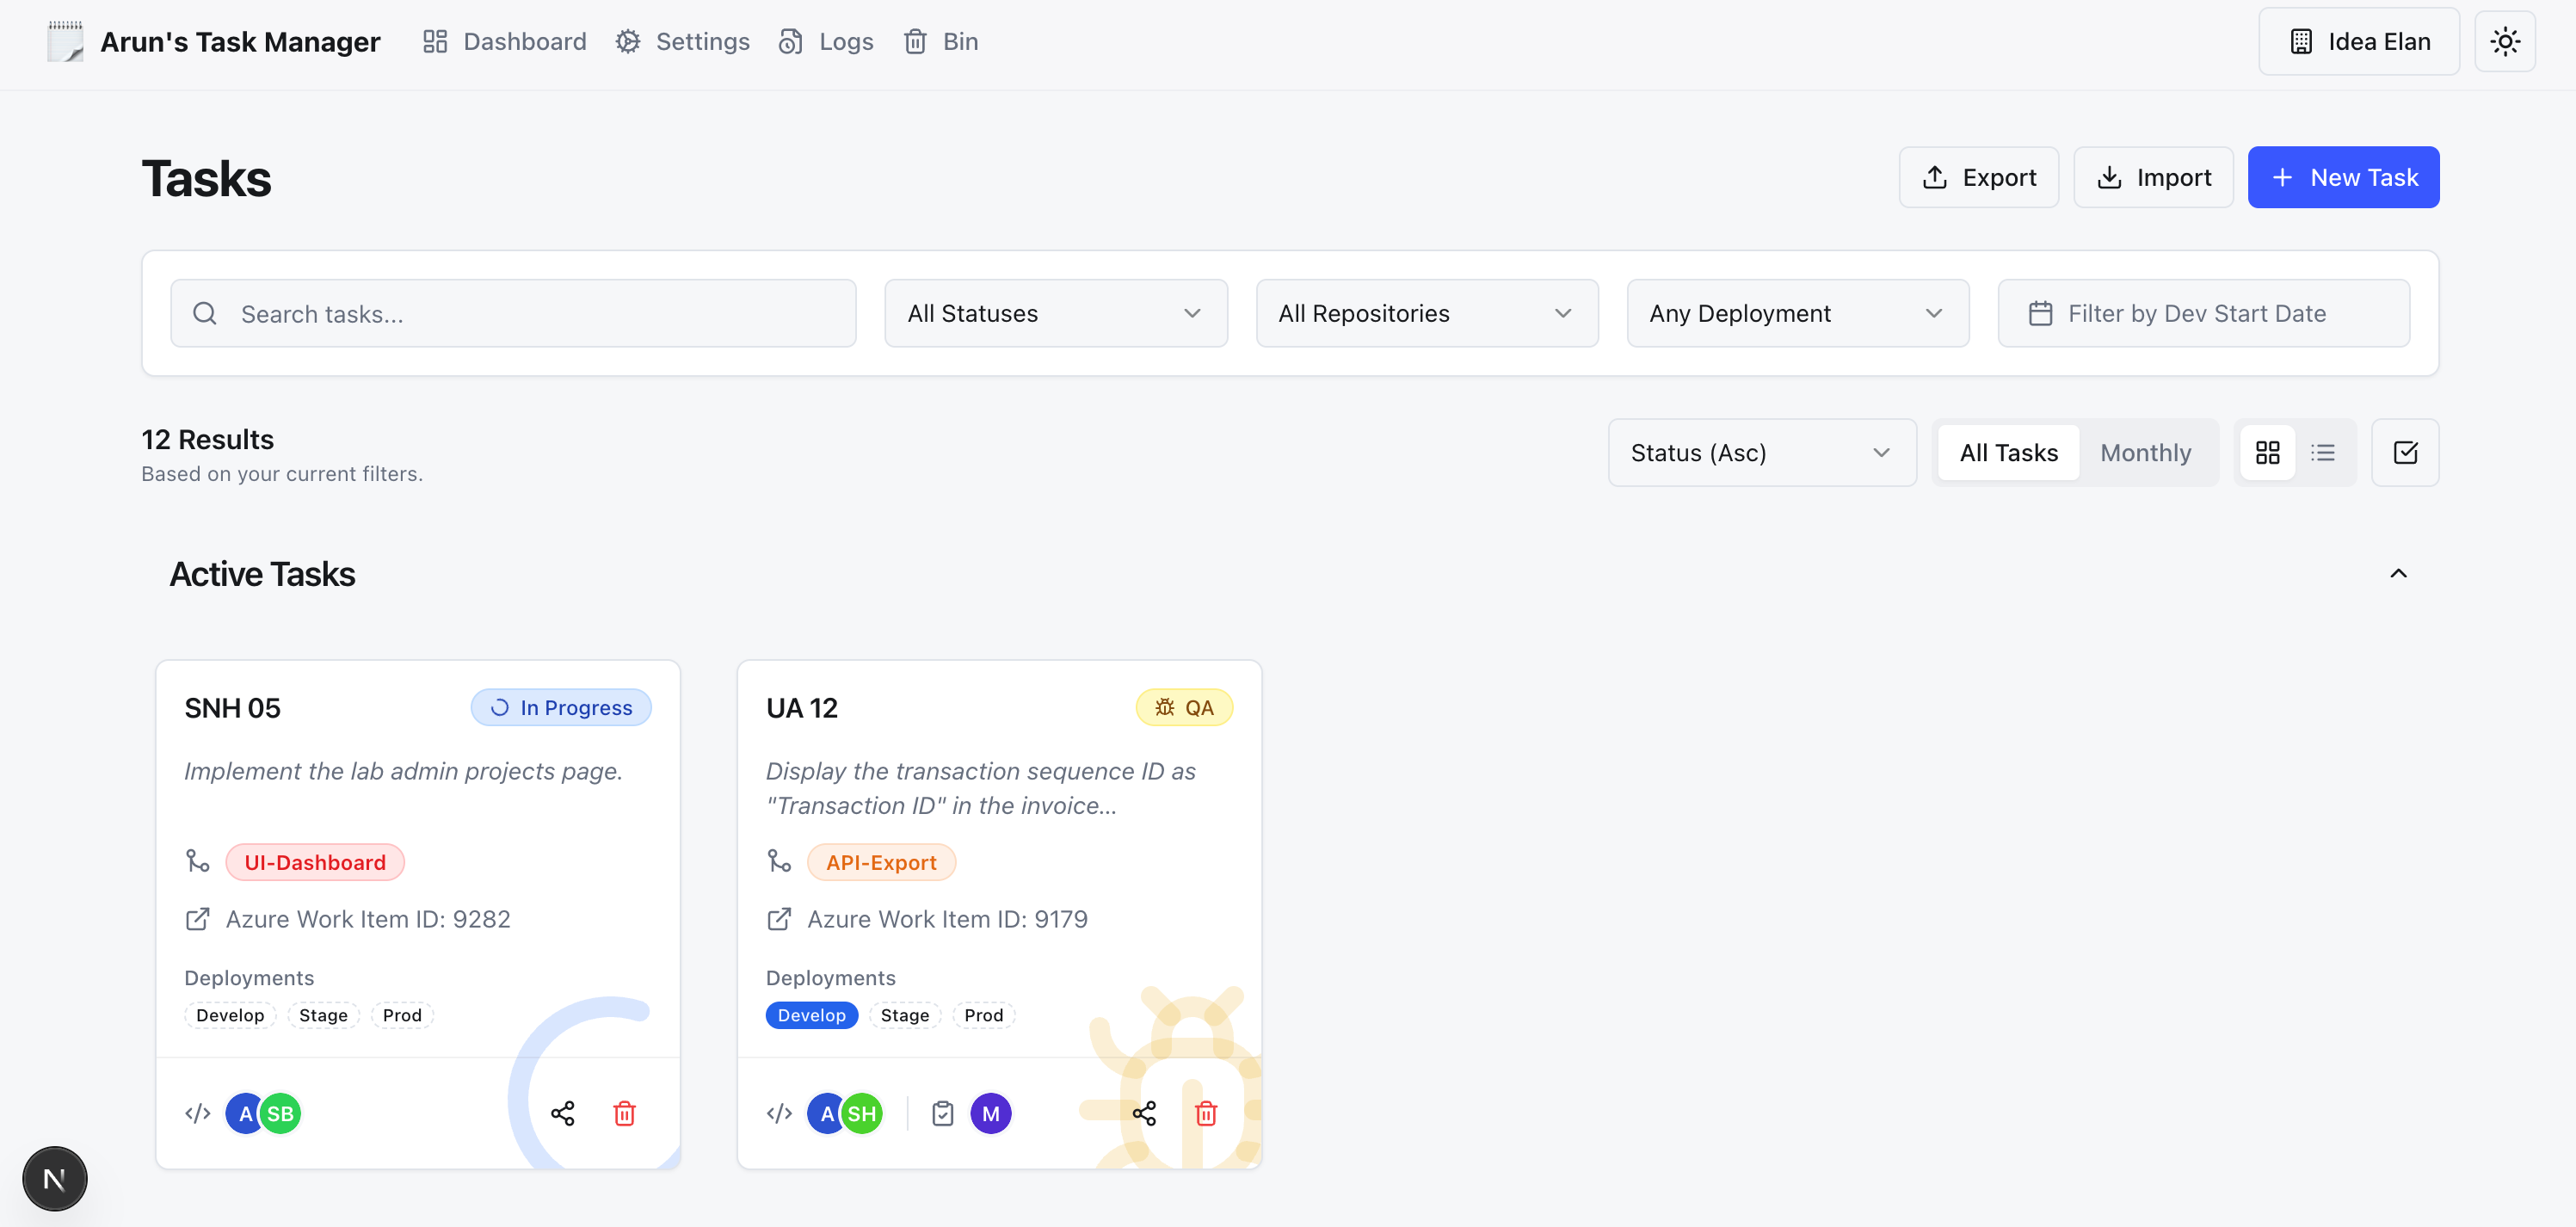 Arun's Task Manager Dashboard Settings Logs Bin Idea Elan
Tasks Export Import New Task
Search tasks... All Statuses All Repositories Any Deployment Filter by Dev Start Date
12 Results
Based on your current filters.
Status (Asc) All Tasks Monthly
Active Tasks
SNH 05 In Progress
Implement the lab admin projects page.
UI-Dashboard
Azure Work Item ID: 9282
Deployments
Develop Stage Prod
A SB
UA 12 QA
Display the transaction sequence ID as
"Transaction ID" in the invoice...
API-Export
Azure Work Item ID: 9179
Deployments
Develop Stage Prod
A SH M
N